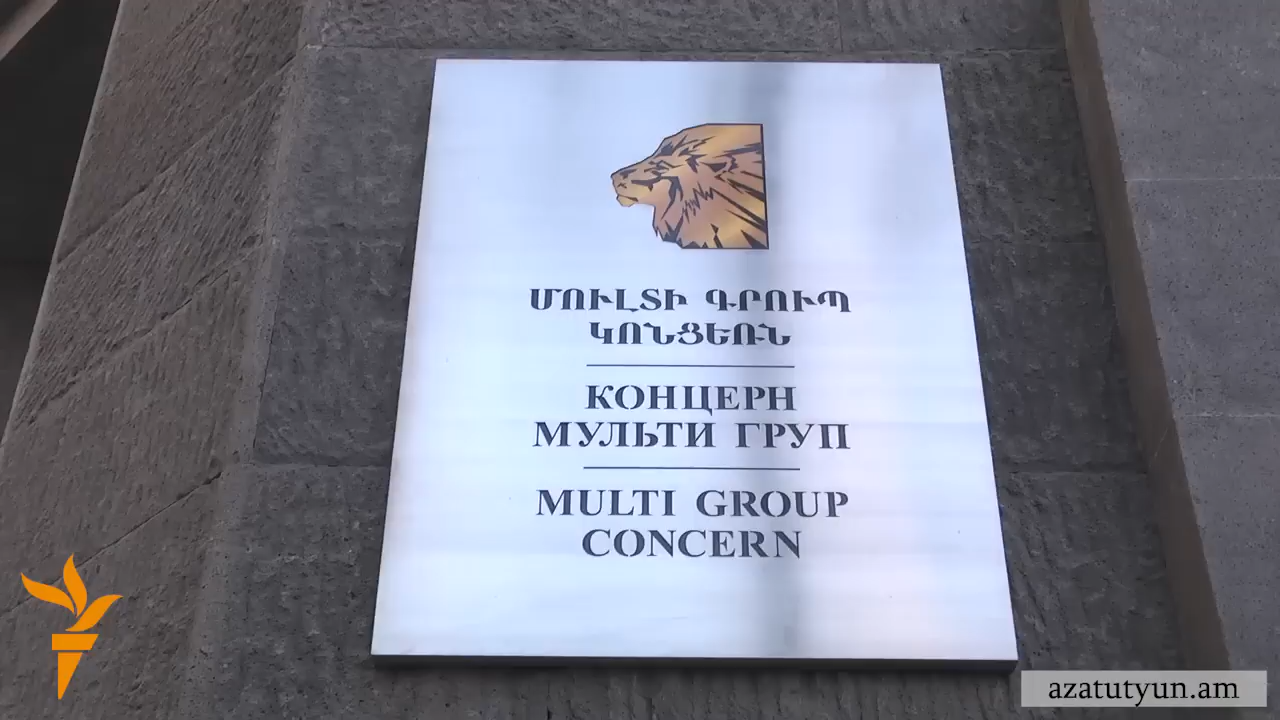 ՄՈՒԼՏԻ ԳՐՈՒՊ
ԿՈՆՑԵՌՆ
КОНЦЕРН
МУЛЬТИ ГРУП
MULTI GROUP
CONCERN
azatutyun.am